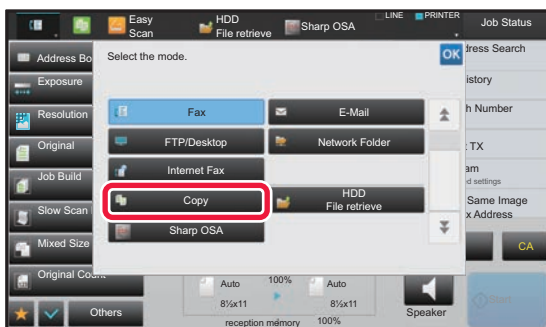 Easy
Scan
HDD
File retrieve
Sharp OSA
LINE
PRINTER
Job Status
Address Bo
Select the mode.
OK
dress Search
Exposure
istory
Resolution
Fax
E-Mail
h Number
Original
FTP/Desktop
Network Folder
TX
Job Build
Internet Fax
am
d settings
Slow Scan
Copy
HDD
File retrieve
Same Image
x Address
Mixed Size
Sharp OSA
CA
Original Count
Auto
100%
Auto
8½x11
8½x11
Start
Others
Speaker
reception memory
100%